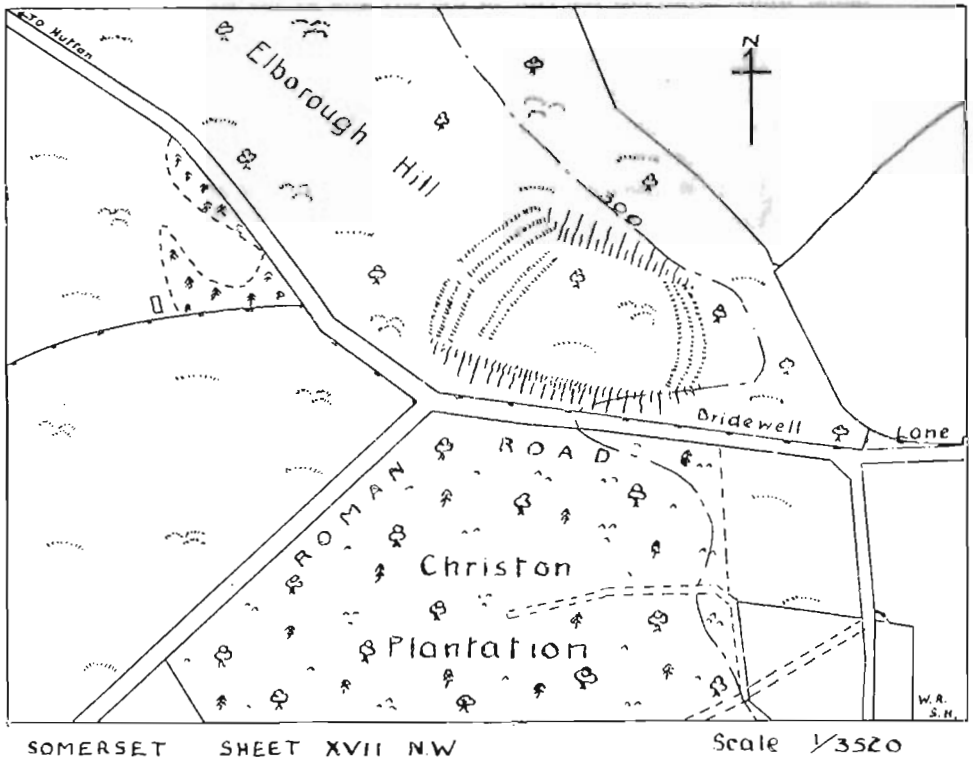 TO Hutton
Elborough
Hill
N
300
Bridewell Lane
ROMAN ROAD
Christon
Plantation
W.R.
S.H.
SOMERSET SHEET XVII N.W Scale 1/3520